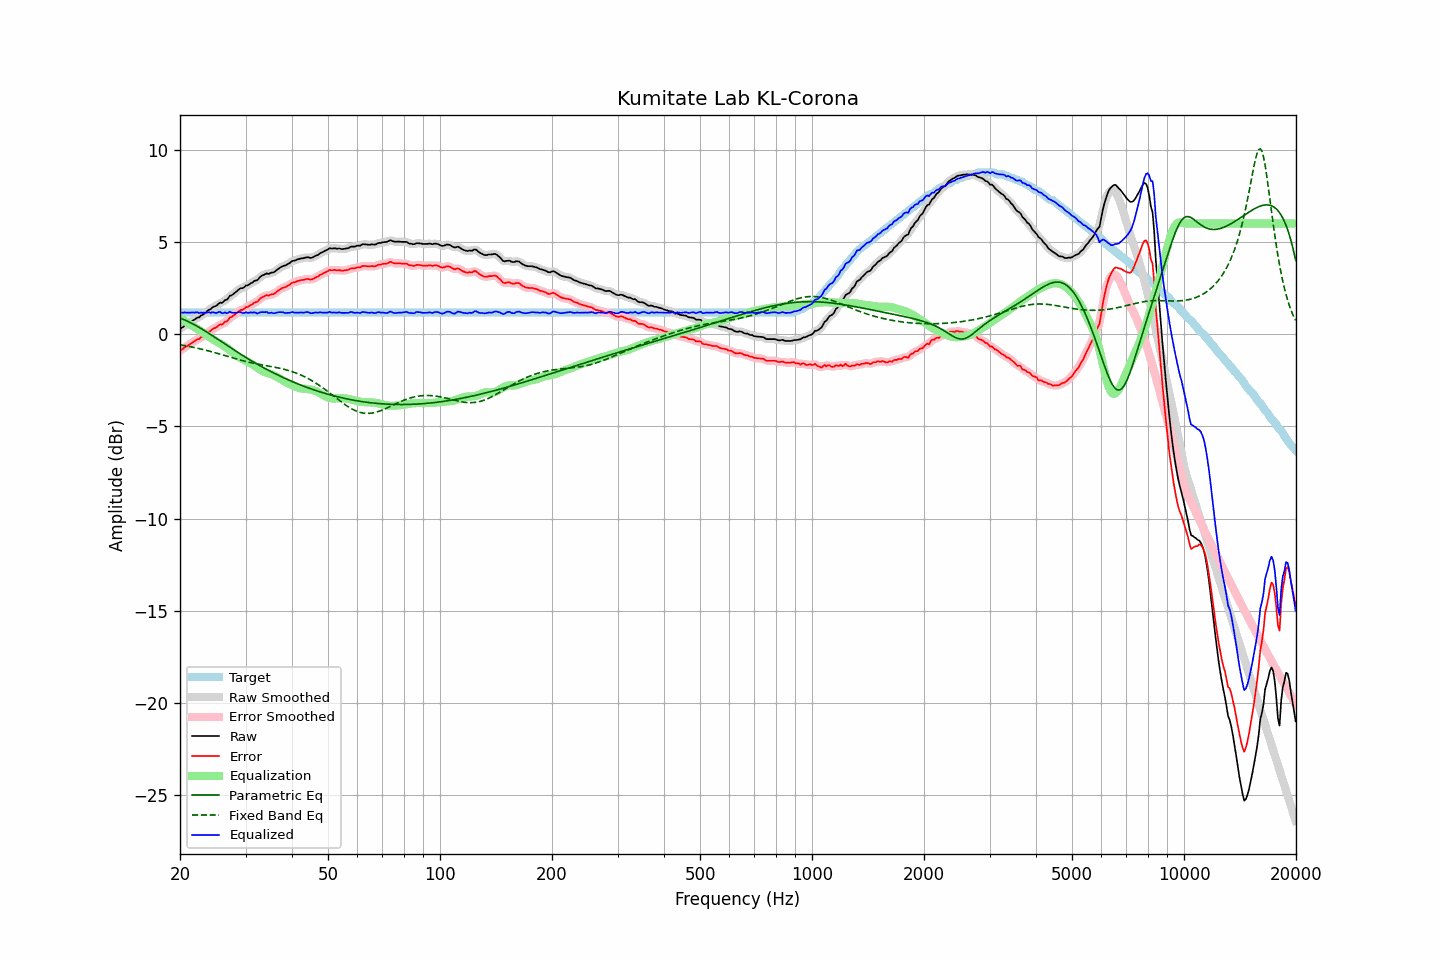 Kumitate Lab KL-Corona
Amplitude (dBr)
10
5
0
−5
−10
−15
−20
−25
Target
Raw Smoothed
Error Smoothed
Raw
Error
Equalization
Parametric Eq
Fixed Band Eq
Equalized
20 50 100 200 500 1000 2000 5000 10000 20000
Frequency (Hz)